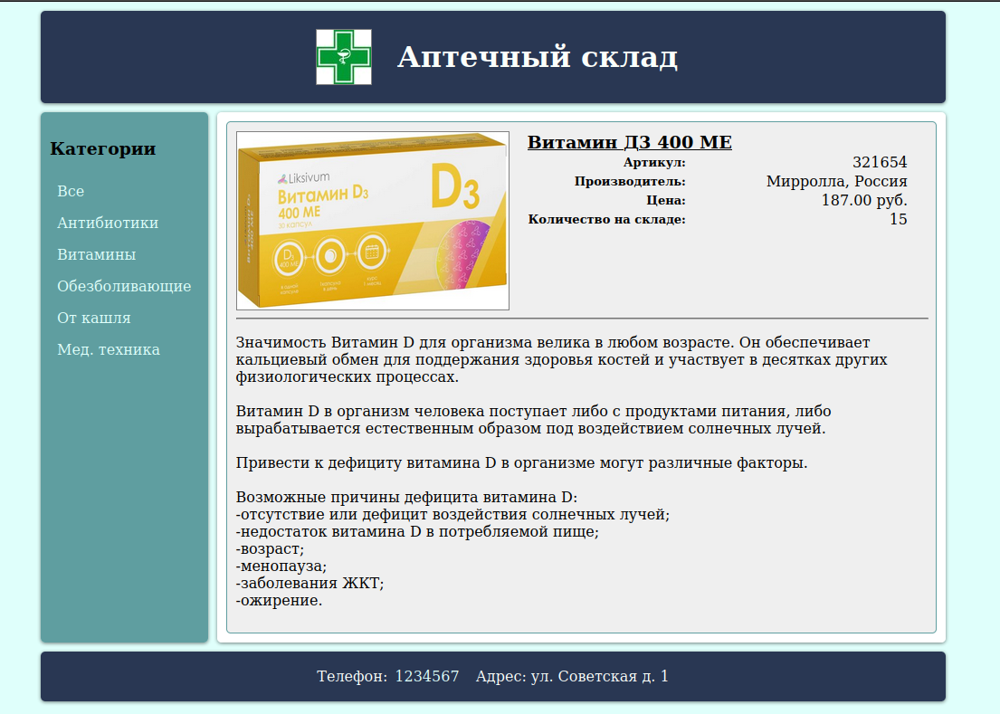 Аптечный склад
Категории
Все
Антибиотики
Витамины
Обезболивающие
От кашля
Мед. техника
Liksivum
Витамин D3
400 МЕ
30 капсул
D3
D3
400 МЕ
Витамин Д3 400 МЕ
Артикул: 321654
Производитель: Мирролла, Россия
Цена: 187.00 руб.
Количество на складе: 15
Значимость Витамин D для организма велика в любом возрасте. Он обеспечивает
кальциевый обмен для поддержания здоровья костей и участвует в десятках других
физиологических процессах.
Витамин D в организм человека поступает либо с продуктами питания, либо
вырабатывается естественным образом под воздействием солнечных лучей.
Привести к дефициту витамина D в организме могут различные факторы.
Возможные причины дефицита витамина D:
-отсутствие или дефицит воздействия солнечных лучей;
-недостаток витамина D в потребляемой пище;
-возраст;
-менопауза;
-заболевания ЖКТ;
-ожирение.
Телефон: 1234567 Адрес: ул. Советская д. 1